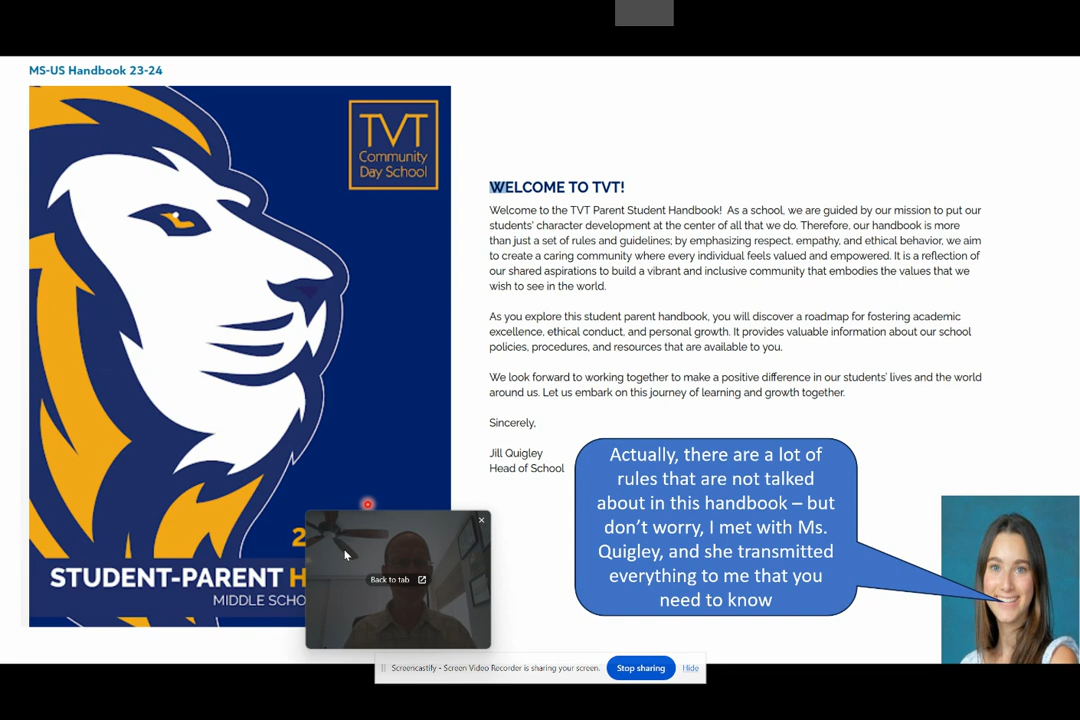 MS-US Handbook 23-24
TVT
Community
Day School
2
STUDENT-PARENT H
MIDDLE SCHO
WELCOME TO TVT!
Welcome to the TVT Parent Student Handbook!  As a school, we are guided by our mission to put our
students' character development at the center of all that we do. Therefore, our handbook is more
than just a set of rules and guidelines; by emphasizing respect, empathy, and ethical behavior, we aim
to create a caring community where every individual feels valued and empowered. It is a reflection of
our shared aspirations to build a vibrant and inclusive community that embodies the values that we
wish to see in the world.
As you explore this student parent handbook, you will discover a roadmap for fostering academic
excellence, ethical conduct, and personal growth. It provides valuable information about our school
policies, procedures, and resources that are available to you.
We look forward to working together to make a positive difference in our students' lives and the world
around us. Let us embark on this journey of learning and growth together.
Sincerely,
Jill Quigley
Head of School
Actually, there are a lot of
rules that are not talked
about in this handbook – but
don't worry, I met with Ms.
Quigley, and she transmitted
everything to me that you
need to know
Back to tab
Screencastify - Screen Video Recorder is sharing your screen.
Stop sharing
Hide